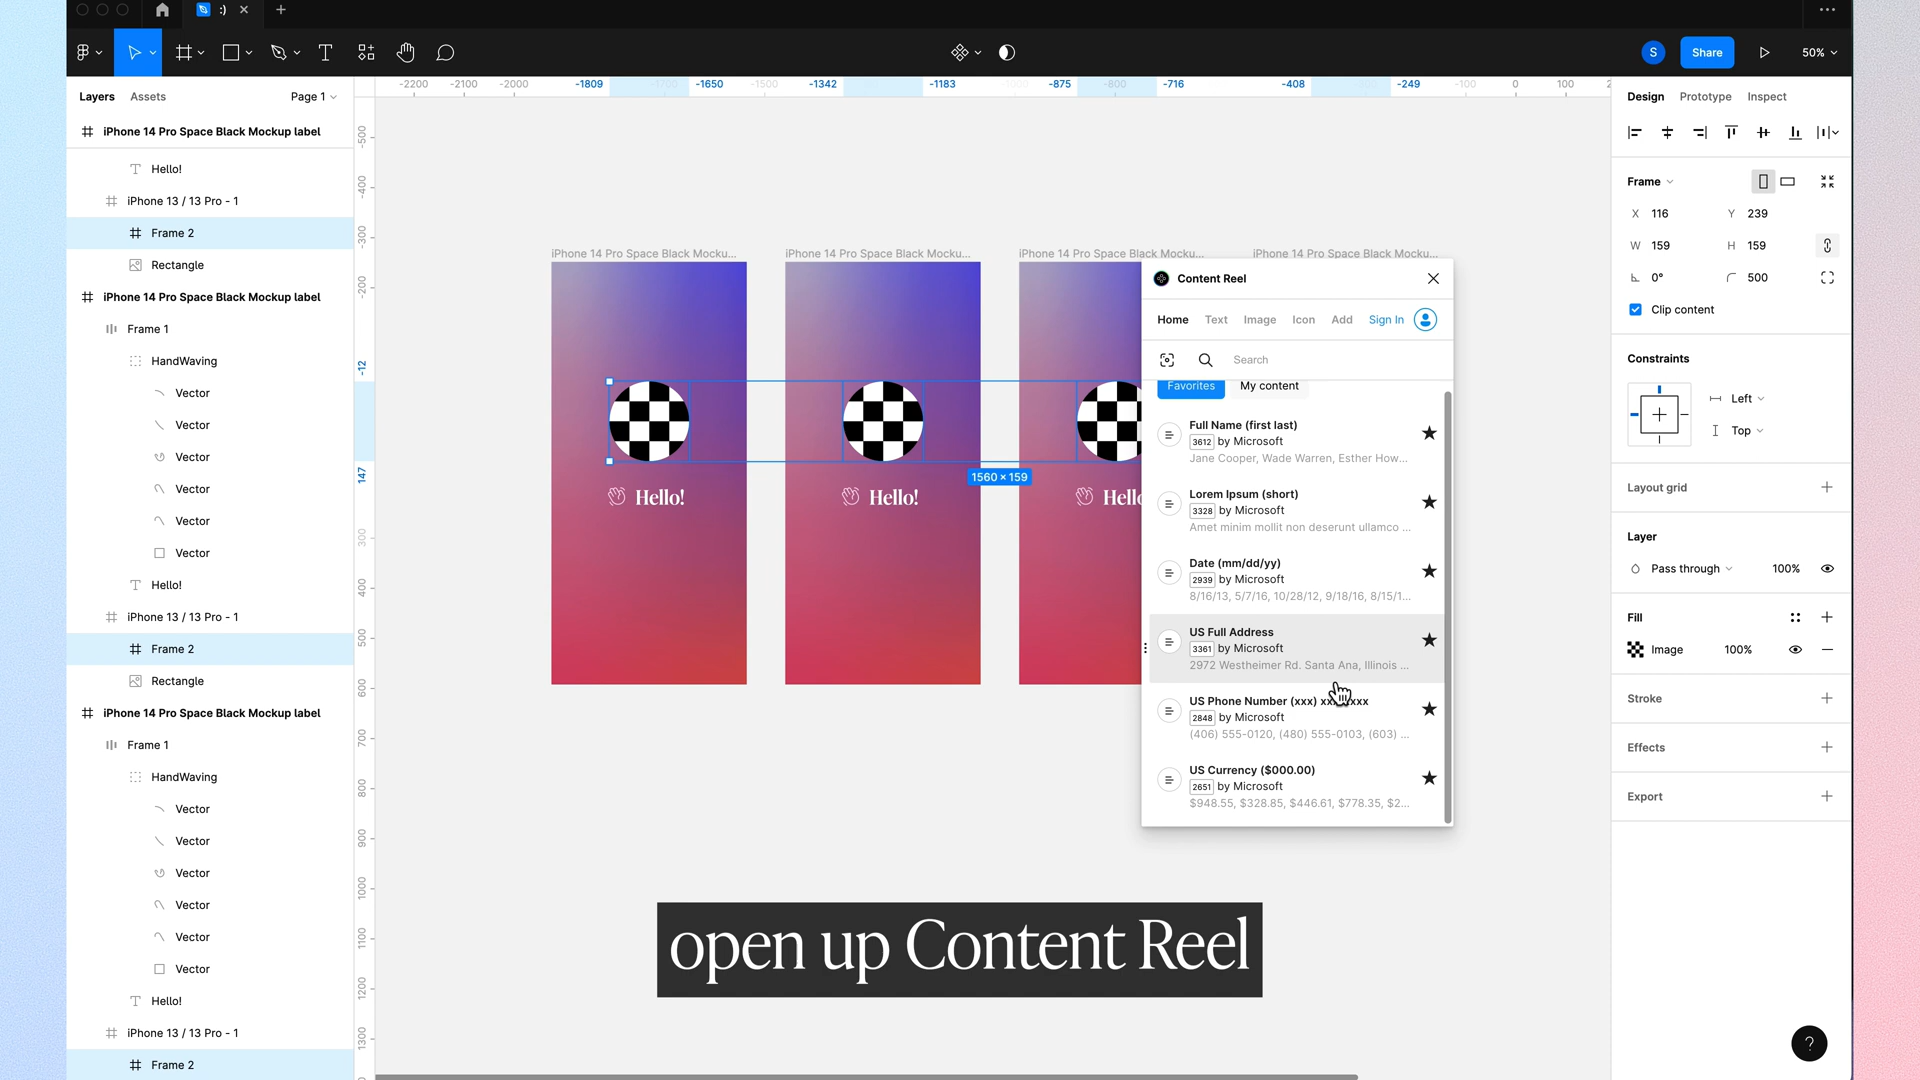 :)
S
Share
50%
Layers
Assets
Page 1
iPhone 14 Pro Space Black Mockup label
Hello!
iPhone 13 / 13 Pro - 1
Frame 2
Rectangle
iPhone 14 Pro Space Black Mockup label
Frame 1
HandWaving
Vector
Vector
Vector
Vector
Vector
Vector
Hello!
iPhone 13 / 13 Pro - 1
Frame 2
Rectangle
iPhone 14 Pro Space Black Mockup label
Frame 1
HandWaving
Vector
Vector
Vector
Vector
Vector
Vector
Hello!
iPhone 13 / 13 Pro - 1
Frame 2
-2200 -2100 -2000 -1809 -1700 -1650 -1500 -1342 -1183 -1000 -875 -800 -716 -408 -249 -100 0 100
-500
-400
-300
-200
-12
147
300
400
500
600
700
800
900
1000
1100
1200
1300
iPhone 14 Pro Space Black Mocku...
iPhone 14 Pro Space Black Mocku...
iPhone 14 Pro Space Black Mocku...
iPhone 14 Pro Space Black Mocku...
Hello!
Hello!
Hello
1560 × 159
Content Reel
Home Text Image Icon Add Sign In
Search
Favorites
My content
Full Name (first last)
3612 by Microsoft
Jane Cooper, Wade Warren, Esther How...
Lorem Ipsum (short)
3328 by Microsoft
Amet minim mollit non deserunt ullamco ...
Date (mm/dd/yy)
2939 by Microsoft
8/16/13, 5/7/16, 10/28/12, 9/18/16, 8/15/1...
US Full Address
3361 by Microsoft
2972 Westheimer Rd. Santa Ana, Illinois ...
US Phone Number (xxx)
2848 by Microsoft
(406) 555-0120, (480) 555-0103, (603) ...
US Currency ($000.00)
2651 by Microsoft
$948.55, $328.85, $446.61, $778.35, $2...
open up Content Reel
Design
Prototype
Inspect
Frame
X 116
Y 239
W 159
H 159
0°
500
Clip content
Constraints
Left
Top
Layout grid
Layer
Pass through
100%
Fill
Image
100%
Stroke
Effects
Export
?